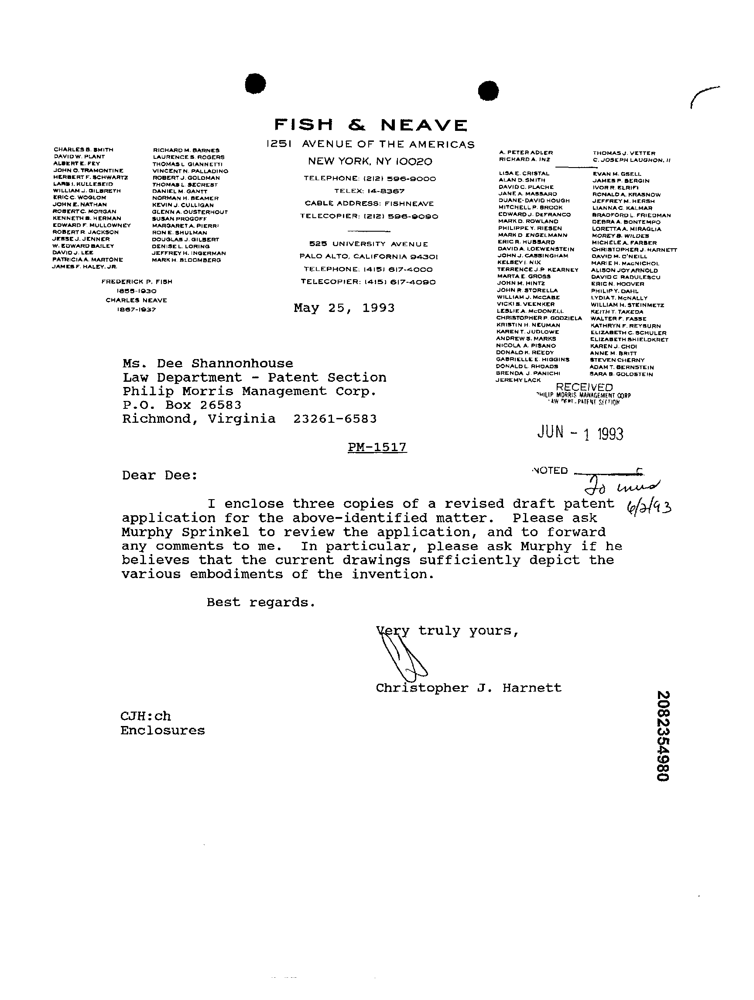 FISH & NEAVE
1251 AVENUE OF THE AMERICAS
NEW YORK, NY 10020
TELEPHONE: (212) 596-9000
TELEX: 14-8367
CABLE ADDRESS: FISHNEAVE
TELECOPIER: (212) 596-9090
525 UNIVERSITY AVENUE
PALO ALTO, CALIFORNIA 94301
TELEPHONE: (415) 617-4000
TELECOPIER: (415) 617-4090
CHARLES B. SMITH
DAVID W. PLANT
ALBERT E. FEY
JOHN O. TRAMONTINE
HERBERT F. SCHWARTZ
LARS I. KULLESEID
WILLIAM J. GILBRETH
ERIC C. WOGLOM
JOHN E. NATHAN
ROBERT C. MORGAN
KENNETH B. HERMAN
EDWARD F. MULLOWNEY
ROBERT R. JACKSON
JESSE J. JENNER
W. EDWARD BAILEY
DAVID J. LEE
PATRICIA A. MARTONE
JAMES F. HALEY, JR.
RICHARD M. BARNES
LAURENCE S. ROGERS
THOMAS L. GIANNETTI
VINCENT N. PALLADINO
ROBERT J. GOLDMAN
THOMAS L. SECREST
DANIEL M. GANTT
NORMAN H. BEAMER
KEVIN J. CULLIGAN
GLENN A. OUSTERHOUT
SUSAN PROGOFF
MARGARET A. PIERRI
RON E. SHULMAN
DOUGLAS J. GILBERT
DENISE L. LORING
JEFFREY H. INGERMAN
MARK H. BLOOMBERG
FREDERICK P. FISH
1855-1930
CHARLES NEAVE
1867-1937
A. PETER ADLER
RICHARD A. INZ
THOMAS J. VETTER
C. JOSEPH LAUGHON, II
LISA E. CRISTAL
ALAN D. SMITH
DAVID C. PLACHE
JANE A. MASSARO
DUANE-DAVID HOUGH
MITCHELL P. BROOK
EDWARD J. DEFRANCO
MARK D. ROWLAND
PHILIPPE Y. RIESEN
MARK D. ENGELMANN
ERIC R. HUBBARD
DAVID A. LOEWENSTEIN
JOHN J. CASSINGHAM
KELSEY I. NIX
TERRENCE J. P. KEARNEY
MARTA E. GROSS
JOHN M. HINTZ
JOHN R. STORELLA
WILLIAM J. McCABE
VICKI S. VEENKER
LESLIE A. McDONELL
CHRISTOPHER P. GODZIELA
KRISTIN H. NEUMAN
KAREN T. JUDLOWE
ANDREW S. MARKS
NICOLA A. PISANO
DONALD K. REEDY
GABRIELLE E. HIGGINS
DONALD L. RHOADS
BRENDA J. PANICHI
JEREMY LACK
EVAN M. GSELL
JAMES P. BERGIN
IVOR R. ELRIFI
RONALD A. KRASNOW
JEFFREY M. HERSH
LIANNA C. KALMAR
BRADFORD L. FRIEDMAN
DEBRA A. BONTEMPO
LORETTA A. MIRAGLIA
MOREY B. WILDES
MICHELE A. FARBER
CHRISTOPHER J. HARNETT
DAVID M. O'NEILL
MARIE H. MacNICHOL
ALISON JOY ARNOLD
DAVID C. RADULESCU
ERIC N. HOOVER
PHILIP Y. DAHL
LYDIA T. McNALLY
WILLIAM H. STEINMETZ
KEITH T. TAKEDA
WALTER F. FASSE
KATHRYN F. REYBURN
ELIZABETH C. SCHULER
ELIZABETH SHIELDKRET
KAREN J. CHOI
ANNE M. BRITT
STEVEN CHERNY
ADAM T. BERNSTEIN
SARA B. GOLDSTEIN
May 25, 1993
Ms. Dee Shannonhouse
Law Department - Patent Section
Philip Morris Management Corp.
P.O. Box 26583
Richmond, Virginia 23261-6583
RECEIVED
PHILIP MORRIS MANAGEMENT CORP
LAW DEPT. PATENT SECTION
JUN - 1 1993
PM-1517
NOTED
6/2/93
Dear Dee:
I enclose three copies of a revised draft patent
application for the above-identified matter. Please ask
Murphy Sprinkel to review the application, and to forward
any comments to me. In particular, please ask Murphy if he
believes that the current drawings sufficiently depict the
various embodiments of the invention.
Best regards.
Very truly yours,
Christopher J. Harnett
CJH:ch
Enclosures
2082354980